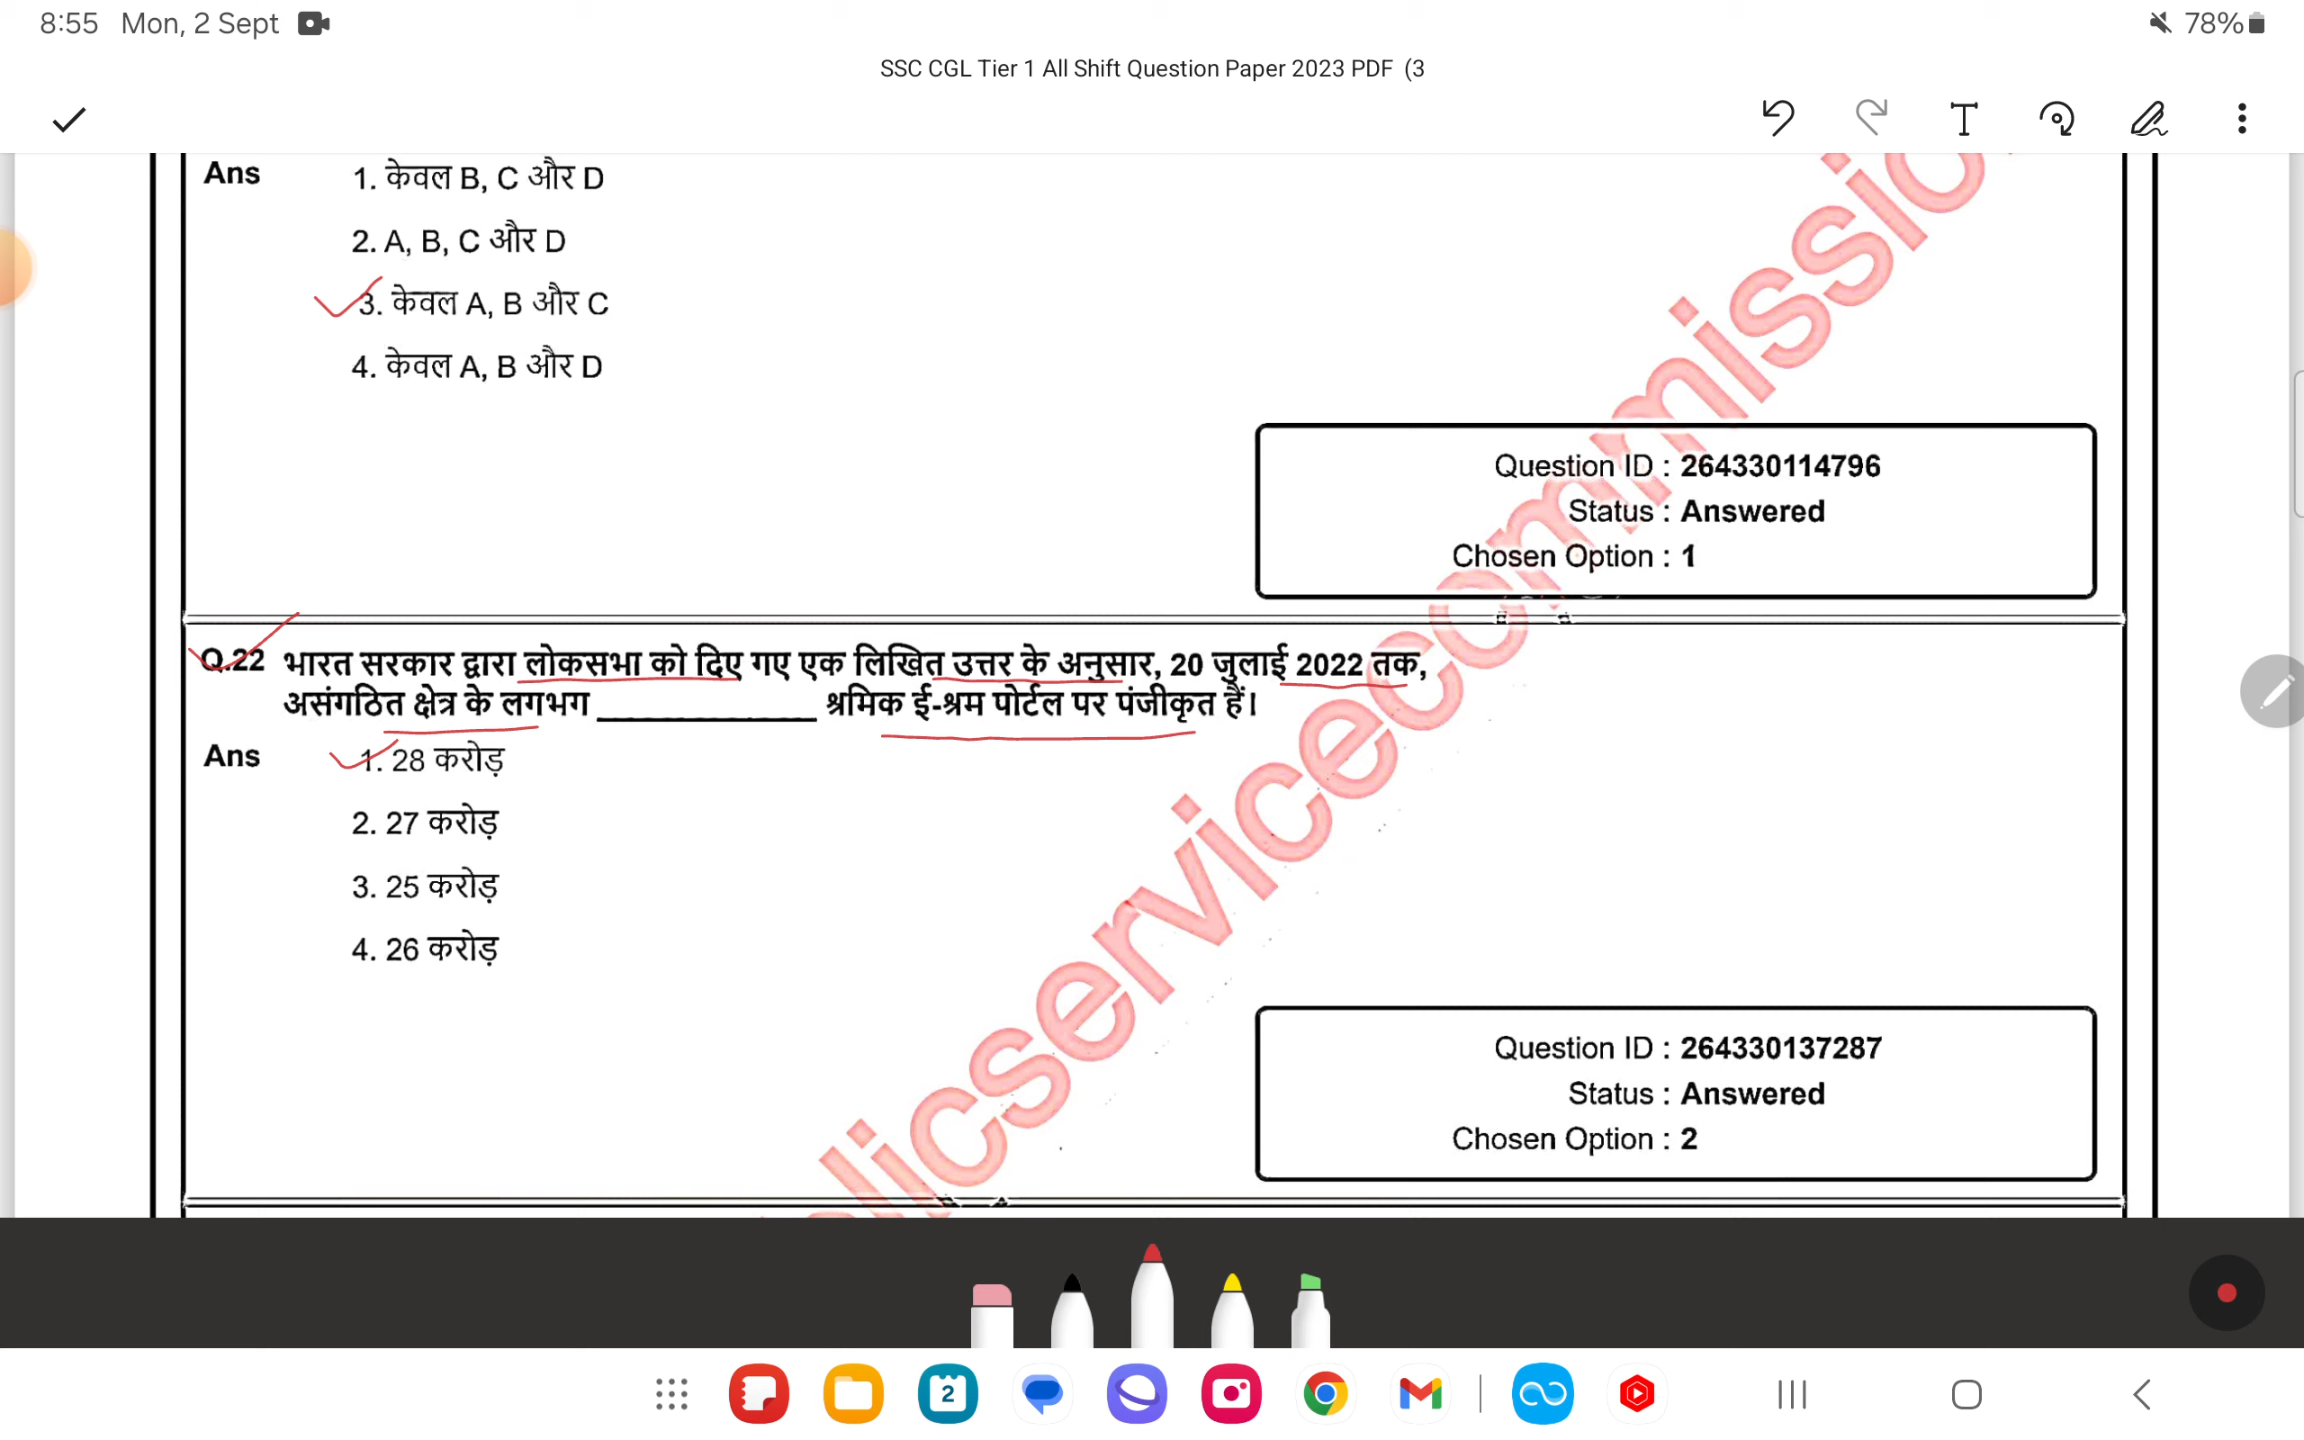 8:55 Mon, 2 Sept
78%
SSC CGL Tier 1 All Shift Question Paper 2023 PDF (3
T
Ans 1. केवल B, C और D
2. A, B, C और D
3. केवल A, B और C
4. केवल A, B और D
Question ID : 264330114796
Status : Answered
Chosen Option : 1
Q.22 भारत सरकार द्वारा लोकसभा को दिए गए एक लिखित उत्तर के अनुसार, 20 जुलाई 2022 तक,
असंगठित क्षेत्र के लगभग ____________ श्रमिक ई-श्रम पोर्टल पर पंजीकृत हैं।
Ans 1. 28 करोड़
2. 27 करोड़
3. 25 करोड़
4. 26 करोड़
Question ID : 264330137287
Status : Answered
Chosen Option : 2
licservicecommissio
2